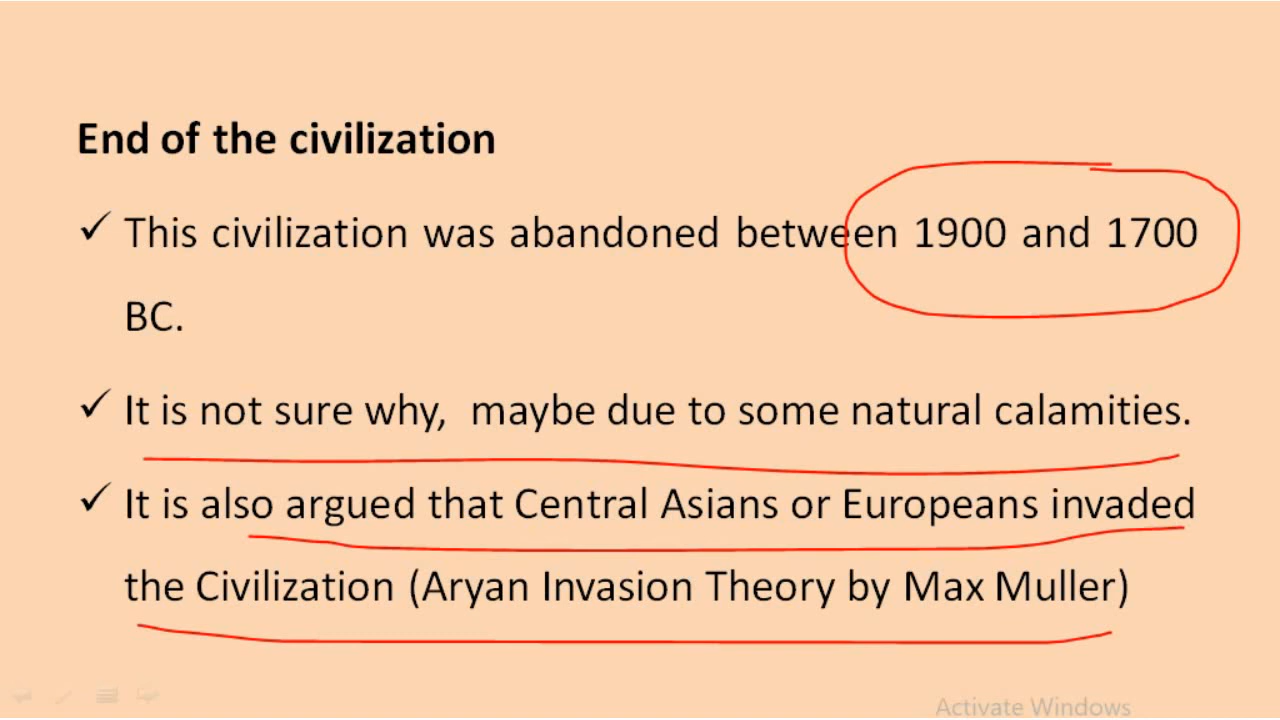 End of the civilization
✓ This civilization was abandoned between 1900 and 1700
BC.
✓ It is not sure why, maybe due to some natural calamities.
✓ It is also argued that Central Asians or Europeans invaded
the Civilization (Aryan Invasion Theory by Max Muller)
Activate Windows